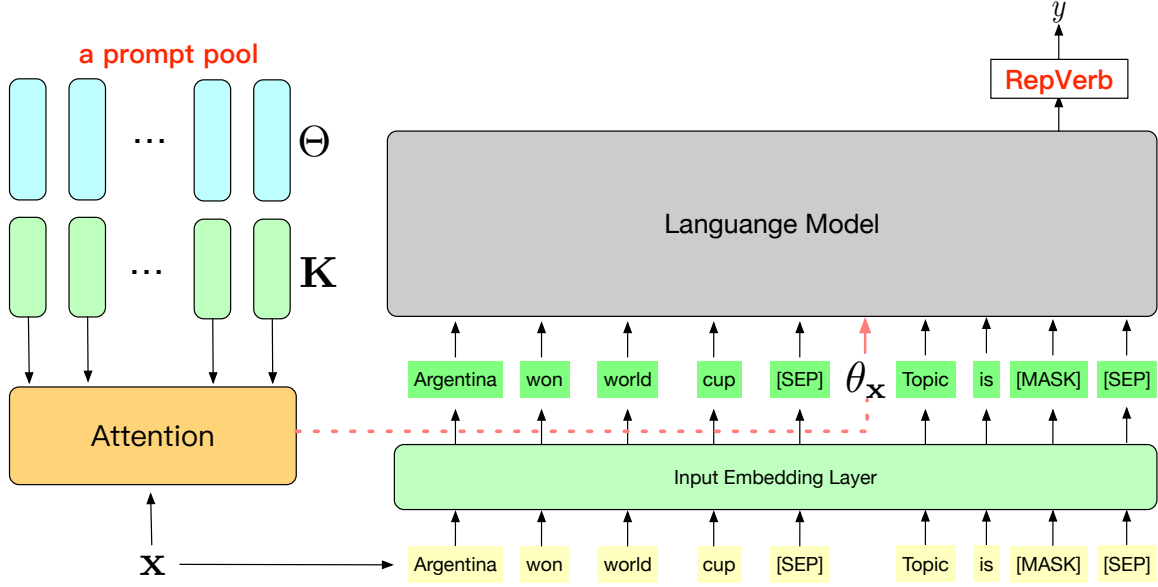 a prompt pool
... Θ
... K
Attention
x
y
RepVerb
Languange Model
Argentina won world cup [SEP] θx Topic is [MASK] [SEP]
Input Embedding Layer
Argentina won world cup [SEP] Topic is [MASK] [SEP]